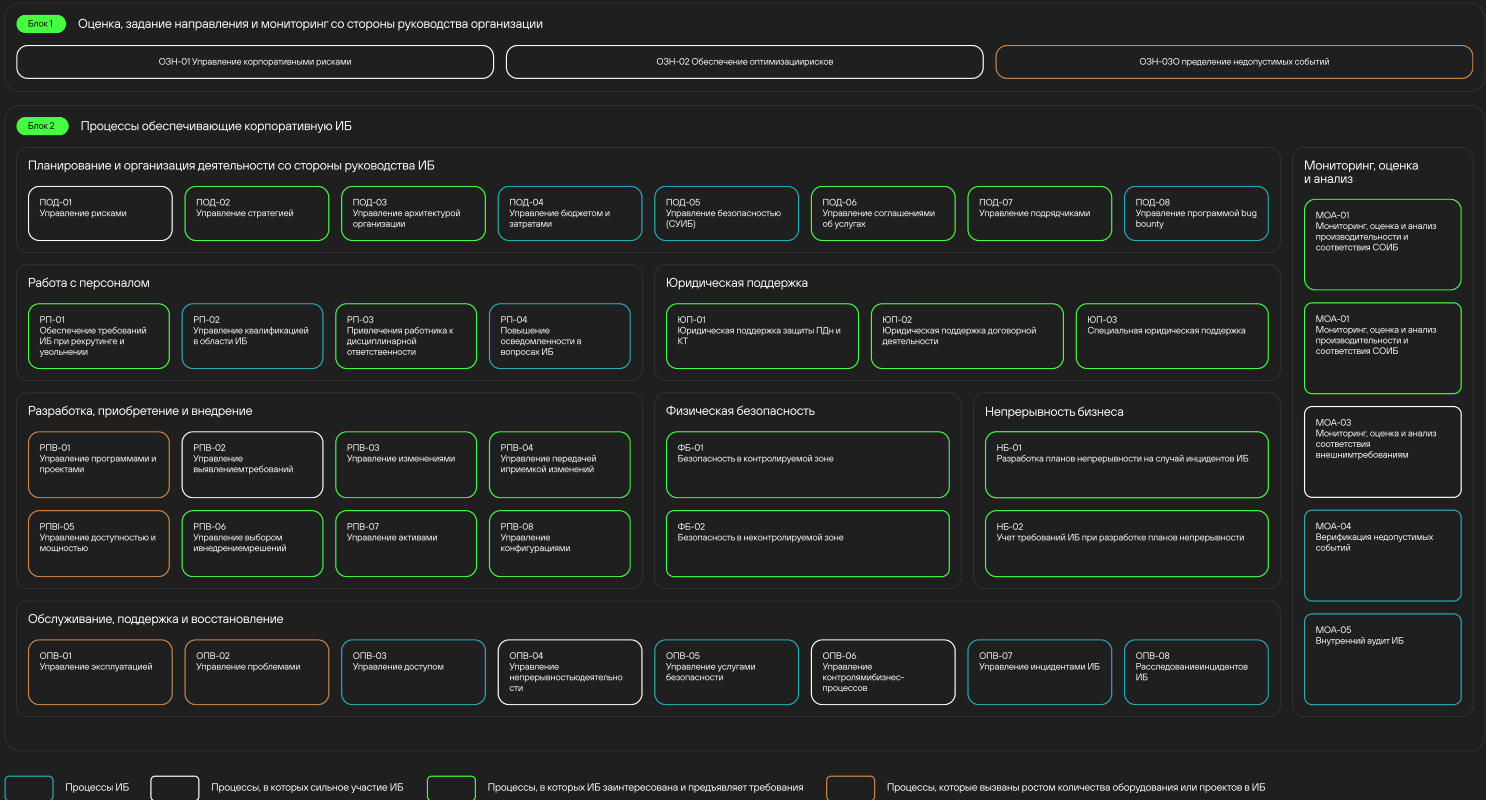 Блок 1
Оценка, задание направления и мониторинг со стороны руководства организации
ОЗН-01 Управление корпоративными рисками
ОЗН-02 Обеспечение оптимизациирисков
ОЗН-03О пределение недопустимых событий
Блок 2
Процессы обеспечивающие корпоративную ИБ
Планирование и организация деятельности со стороны руководства ИБ
ПОД-01
Управление рисками
ПОД-02
Управление стратегией
ПОД-03
Управление архитектурой
организации
ПОД-04
Управление бюджетом и
затратами
ПОД-05
Управление безопасностью
(СУИБ)
ПОД-06
Управление соглашениями
об услугах
ПОД-07
Управление подрядчиками
ПОД-08
Управление программой bug
bounty
Работа с персоналом
РП-01
Обеспечение требований
ИБ при рекрутинге и
увольнении
РП-02
Управление квалификацией
в области ИБ
РП-03
Привлечения работника к
дисциплинарной
ответственности
РП-04
Повышение
осведомленности в
вопросах ИБ
Юридическая поддержка
ЮП-01
Юридическая поддержка защиты ПДн и
КТ
ЮП-02
Юридическая поддержка договорной
деятельности
ЮП-03
Специальная юридическая поддержка
Разработка, приобретение и внедрение
РПВ-01
Управление программами и
проектами
РПВ-02
Управление
выявлениемтребований
РПВ-03
Управление изменениями
РПВ-04
Управление передачей
иприемкой изменений
РПВI-05
Управление доступностью и
мощностью
РПВ-06
Управление выбором
ивнедрениемрешений
РПВ-07
Управление активами
РПВ-08
Управление
конфигурациями
Физическая безопасность
ФБ-01
Безопасность в контролируемой зоне
ФБ-02
Безопасность в неконтролируемой зоне
Непрерывность бизнеса
НБ-01
Разработка планов непрерывности на случай инцидентов ИБ
НБ-02
Учет требований ИБ при разработке планов непрерывности
Обслуживание, поддержка и восстановление
ОПВ-01
Управление эксплуатацией
ОПВ-02
Управление проблемами
ОПВ-03
Управление доступом
ОПВ-04
Управление
непрерывностьюдеятельно
сти
ОПВ-05
Управление услугами
безопасности
ОПВ-06
Управление
контролямибизнес-
процессов
ОПВ-07
Управление инцидентами ИБ
ОПВ-08
Расследованиеинцидентов
ИБ
Мониторинг, оценка
и анализ
МОА-01
Мониторинг, оценка и анализ
производительности и
соответствия СОИБ
МОА-01
Мониторинг, оценка и анализ
производительности и
соответствия СОИБ
МОА-03
Мониторинг, оценка и анализ
соответствия
внешнимтребованиям
МОА-04
Верификация недопустимых
событий
МОА-05
Внутренний аудит ИБ
Процессы ИБ
Процессы, в которых сильное участие ИБ
Процессы, в которых ИБ заинтересована и предъявляет требования
Процессы, которые вызваны ростом количества оборудования или проектов в ИБ